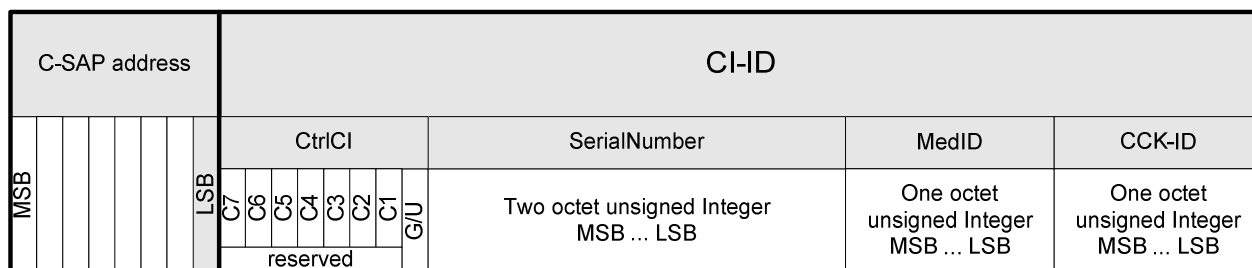 C-SAP address CI-ID
CtrlCI SerialNumber MedID CCK-ID
MSB LSB C7 C6 C5 C4 C3 C2 C1 G/U
Two octet unsigned Integer
MSB ... LSB
One octet
unsigned Integer
MSB ... LSB
One octet
unsigned Integer
MSB ... LSB
reserved